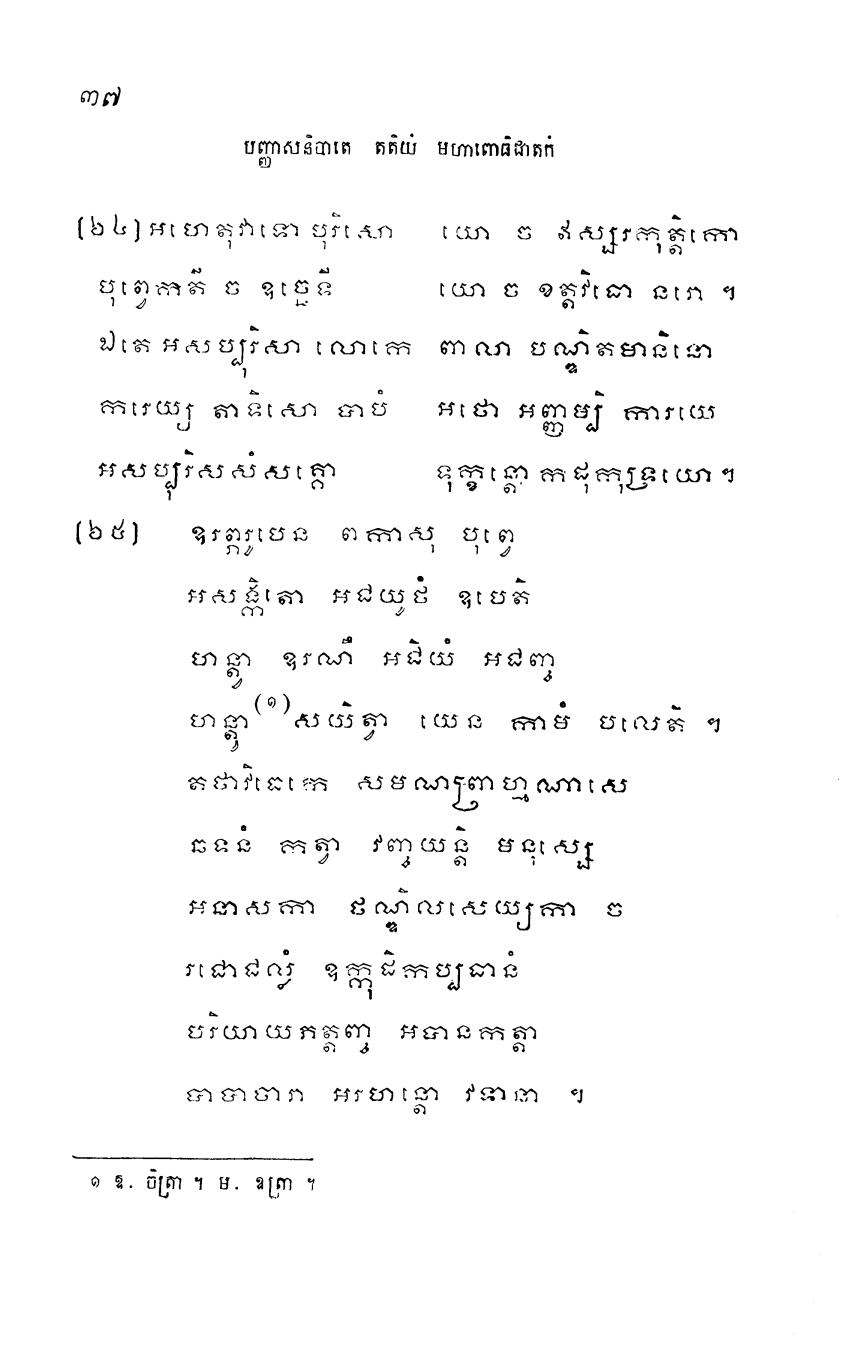 ៣៧
បញ្ញាសនិបាតេ តតិយំ មហាពោធិជាតកំ
[២៤] អហេតុវាទោ បុរិសោ យោ ច ឥស្សរកុត្តិកោ
បុព្វេកាតី ច ឧច្ឆេទី យោ ច ខត្តវិធោ នរោ ។
ឯតេ អសប្បុរិសា លោកេ ពាលា បណ្ឌិតមានិនោ
ករេយ្យ តាទិសោ បាបំ អថោ អញ្ញម្បិ ការយេ
អសប្បុរិសសំសគ្គោ ទុក្ខន្តោ កដុកុទ្រយោ ។
[២៥] ឧរព្ភរូបេន ពកាសុ បុព្វេ
អសង្កិតោ អជយូថំ ឧបេតិ
ហន្ត្វា ឧរណឹ អជិយំ អជញ្ច
ហន្ត្វា (១) សយិត្វា យេន កាមំ បលេតិ ។
តថាវិធេកេ សមណព្រាហ្មណាសេ
ឆទនំ កត្វា វញ្ចយន្តិ មនុស្សេ
អនាសកា ថណ្ឌិលសេយ្យកា ច
រជោជល្លំ ឧក្កុដិកប្បធានំ
បរិយាយភត្តញ្ច អបានកត្តា
បាបាចារា អរហន្តោ វទានា ។
១ ឱ. ចិត្រា ។ ម. ឧត្រា ។